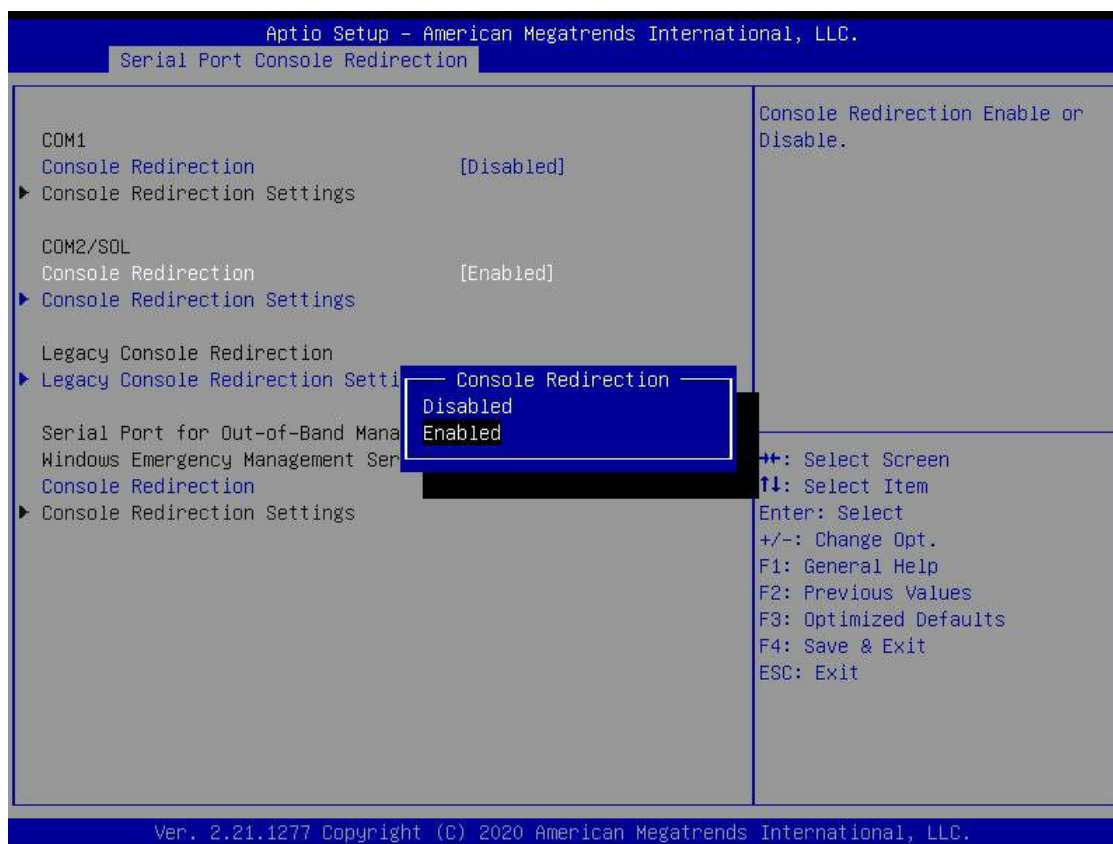 Aptio Setup – American Megatrends International, LLC.
Serial Port Console Redirection
COM1
Console Redirection [Disabled]
Console Redirection Settings
COM2/SOL
Console Redirection [Enabled]
Console Redirection Settings
Legacy Console Redirection
Legacy Console Redirection Setti
Serial Port for Out-of-Band Mana
Windows Emergency Management Ser
Console Redirection
Console Redirection Settings
Console Redirection
Disabled
Enabled
Console Redirection Enable or
Disable.
→←: Select Screen
↑↓: Select Item
Enter: Select
+/-: Change Opt.
F1: General Help
F2: Previous Values
F3: Optimized Defaults
F4: Save & Exit
ESC: Exit
Ver. 2.21.1277 Copyright (C) 2020 American Megatrends International, LLC.